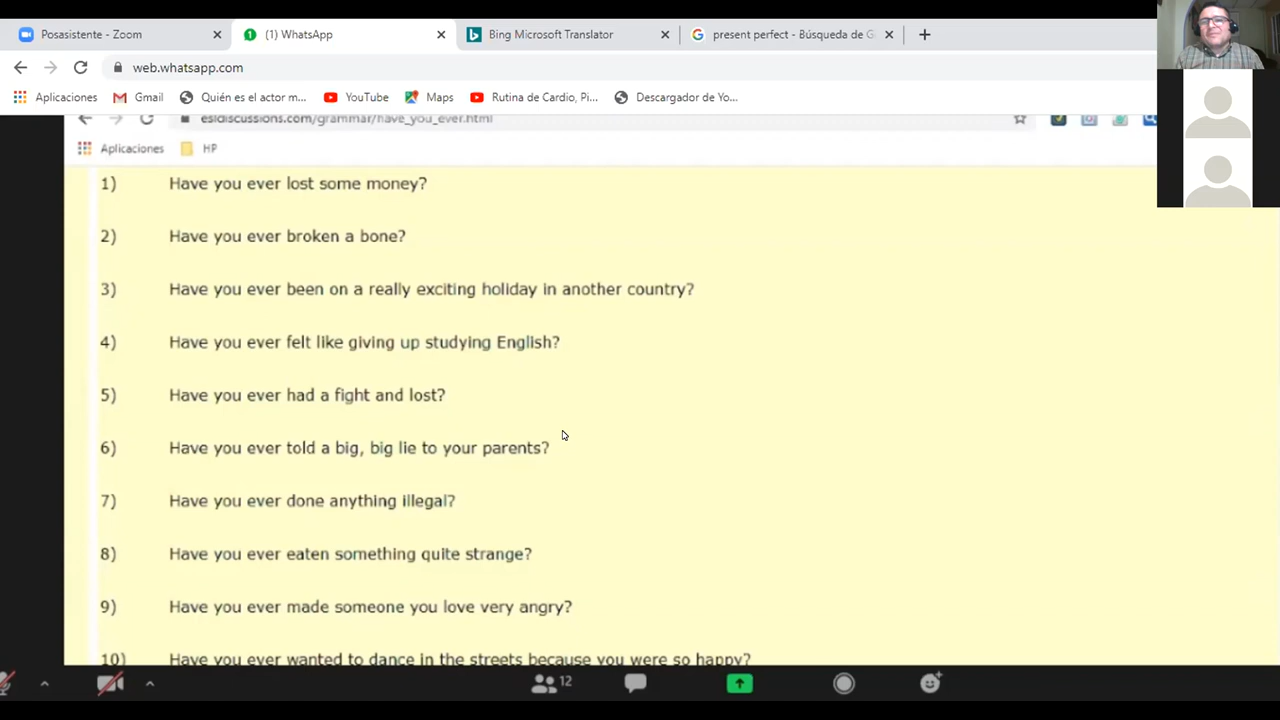 Posasistente - Zoom
(1) WhatsApp
Bing Microsoft Translator
present perfect - Búsqueda de G
web.whatsapp.com
Aplicaciones
Gmail
Quién es el actor m...
YouTube
Maps
Rutina de Cardio, Pi...
Descargador de Yo...
esldiscussions.com/grammar/have_you_ever.html
Aplicaciones
HP
1) Have you ever lost some money?
2) Have you ever broken a bone?
3) Have you ever been on a really exciting holiday in another country?
4) Have you ever felt like giving up studying English?
5) Have you ever had a fight and lost?
6) Have you ever told a big, big lie to your parents?
7) Have you ever done anything illegal?
8) Have you ever eaten something quite strange?
9) Have you ever made someone you love very angry?
10) Have you ever wanted to dance in the streets because you were so happy?
12